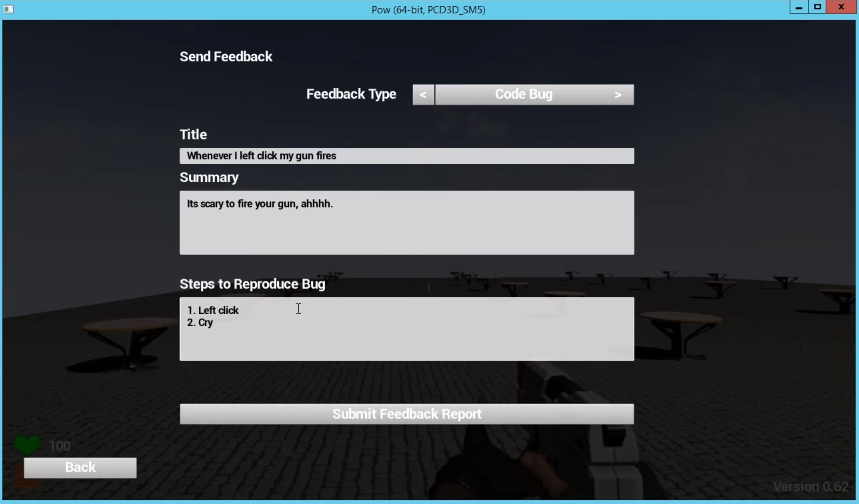 Pow (64-bit, PCD3D_SM5)
Send Feedback
Feedback Type < Code Bug >
Title
Whenever I left click my gun fires
Summary
Its scary to fire your gun, ahhhh.
Steps to Reproduce Bug
1. Left click
2. Cry
Submit Feedback Report
100
Back
Version 0.62